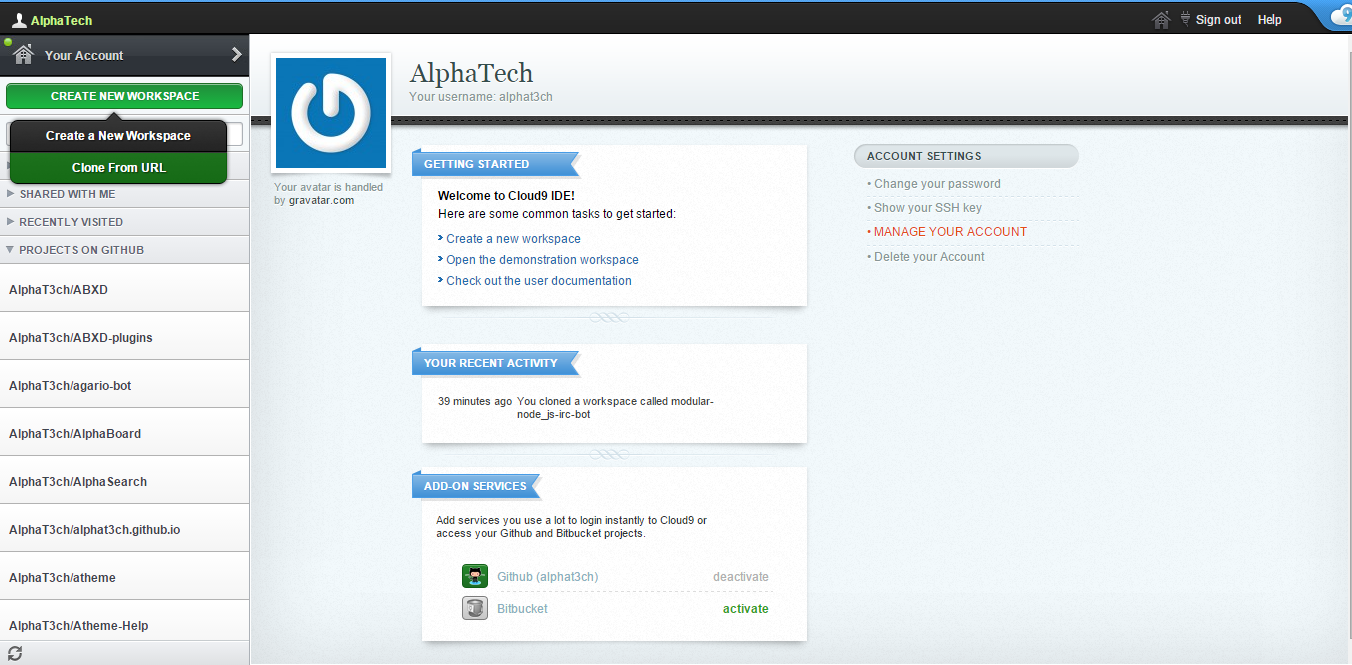 AlphaTech
Sign out
Help
Your Account
CREATE NEW WORKSPACE
Create a New Workspace
Clone From URL
SHARED WITH ME
RECENTLY VISITED
PROJECTS ON GITHUB
AlphaT3ch/ABXD
AlphaT3ch/ABXD-plugins
AlphaT3ch/agario-bot
AlphaT3ch/AlphaBoard
AlphaT3ch/AlphaSearch
AlphaT3ch/alphat3ch.github.io
AlphaT3ch/atheme
AlphaT3ch/Atheme-Help
AlphaTech
Your username: alphat3ch
Your avatar is handled
by gravatar.com
GETTING STARTED
Welcome to Cloud9 IDE!
Here are some common tasks to get started:
Create a new workspace
Open the demonstration workspace
Check out the user documentation
YOUR RECENT ACTIVITY
39 minutes ago You cloned a workspace called modular-
node_js-irc-bot
ADD-ON SERVICES
Add services you use a lot to login instantly to Cloud9 or
access your Github and Bitbucket projects.
Github (alphat3ch) deactivate
Bitbucket activate
ACCOUNT SETTINGS
• Change your password
• Show your SSH key
• MANAGE YOUR ACCOUNT
• Delete your Account
9